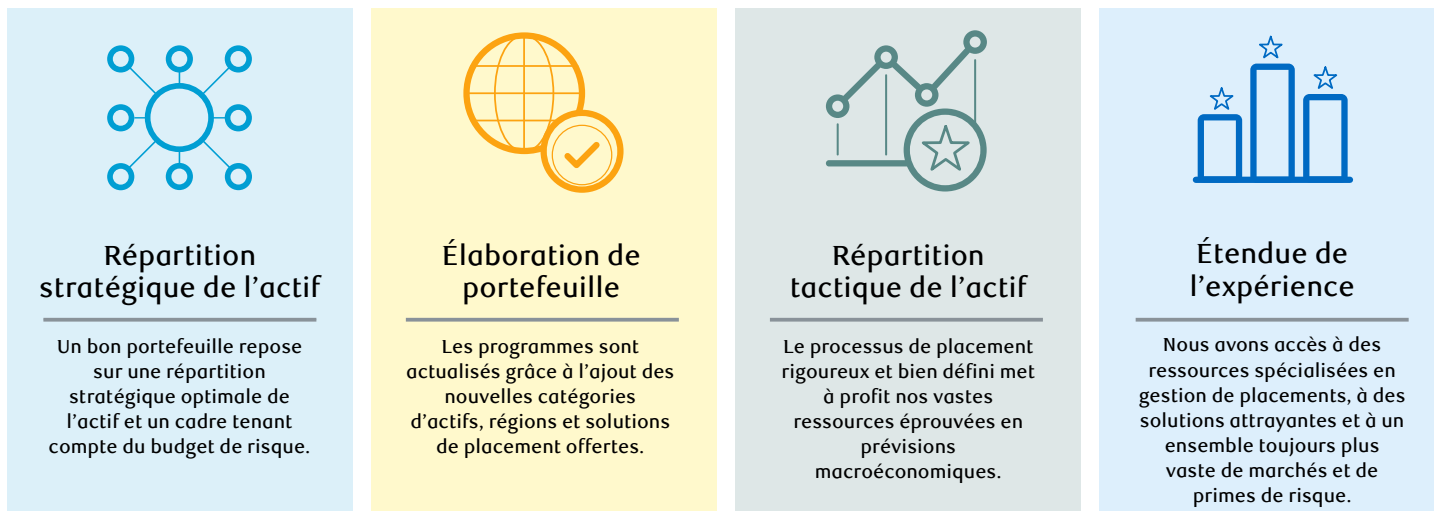 Répartition
stratégique de l’actif
Un bon portefeuille repose
sur une répartition
stratégique optimale de
l’actif et un cadre tenant
compte du budget de risque.
Élaboration de
portefeuille
Les programmes sont
actualisés grâce à l’ajout des
nouvelles catégories
d’actifs, régions et solutions
de placement offertes.
Répartition
tactique de l’actif
Le processus de placement
rigoureux et bien défini met
à profit nos vastes
ressources éprouvées en
prévisions
macroéconomiques.
Étendue de
l’expérience
Nous avons accès à des
ressources spécialisées en
gestion de placements, à des
solutions attrayantes et à un
ensemble toujours plus
vaste de marchés et de
primes de risque.